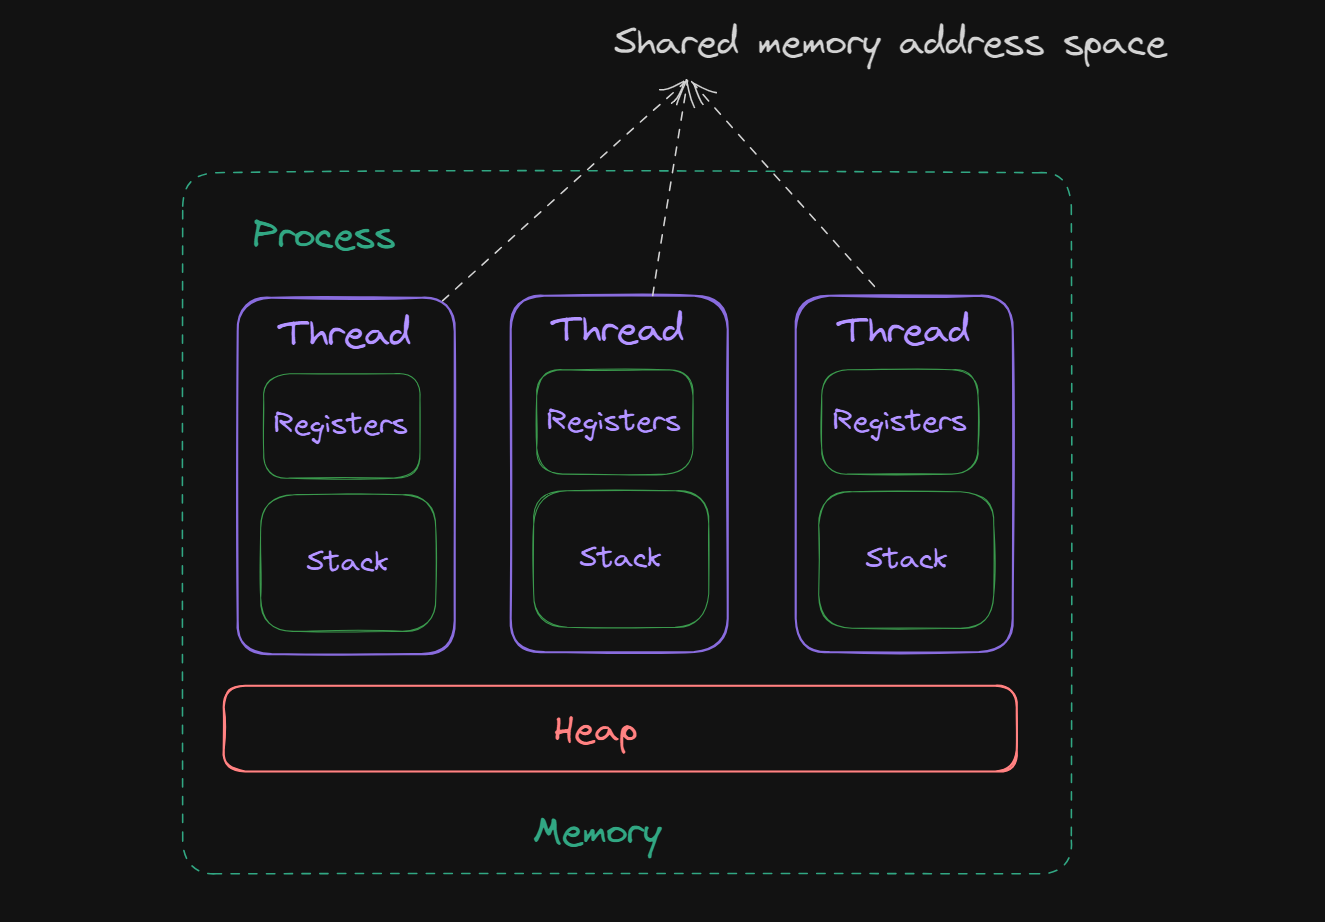 Shared memory address space
Process
Thread
Thread
Thread
Registers
Registers
Registers
Stack
Stack
Stack
Heap
Memory